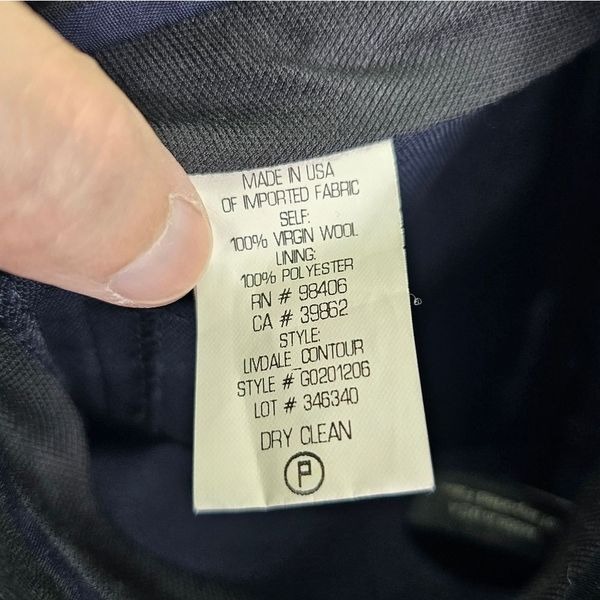 MADE IN USA
OF IMPORTED FABRIC
SELF:
100% VIRGIN WOOL
LINING:
100% POLYESTER
RN # 98406
CA # 39862
STYLE:
LIVDALE_CONTOUR
STYLE # G0201206
LOT # 346340
DRY CLEAN
P